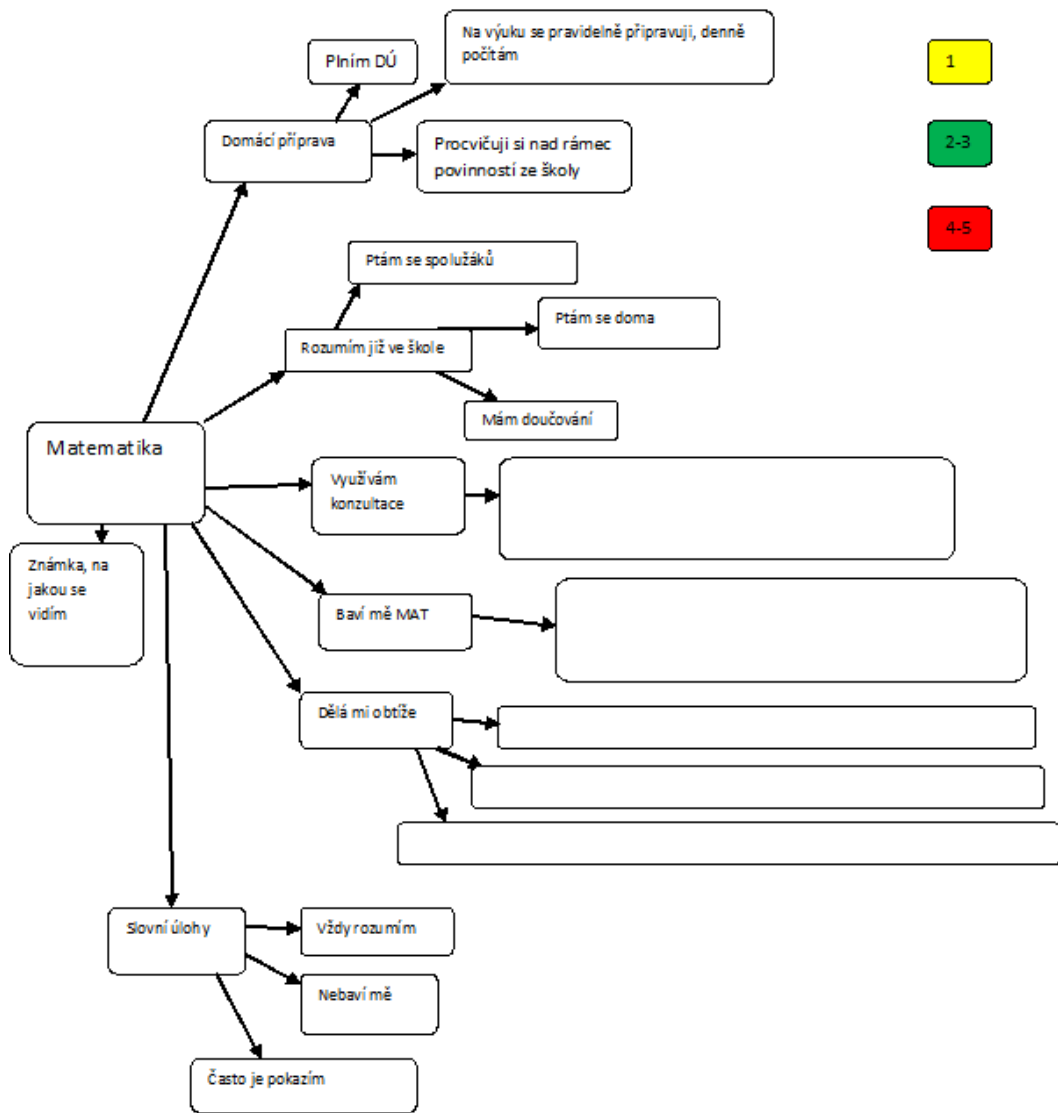 Na výuku se pravidelně připravuji, denně
počítám
Plním DÚ
1
Domácí příprava
Procvičuji si nad rámec
povinností ze školy
2-3
4-5
Ptám se spolužáků
Ptám se doma
Rozumím již ve škole
Mám doučování
Matematika
Využívám
konzultace
Známka, na
jakou se
vidím
Baví mě MAT
Dělá mi obtíže
Slovní úlohy
Vždy rozumím
Nebaví mě
Často je pokazím